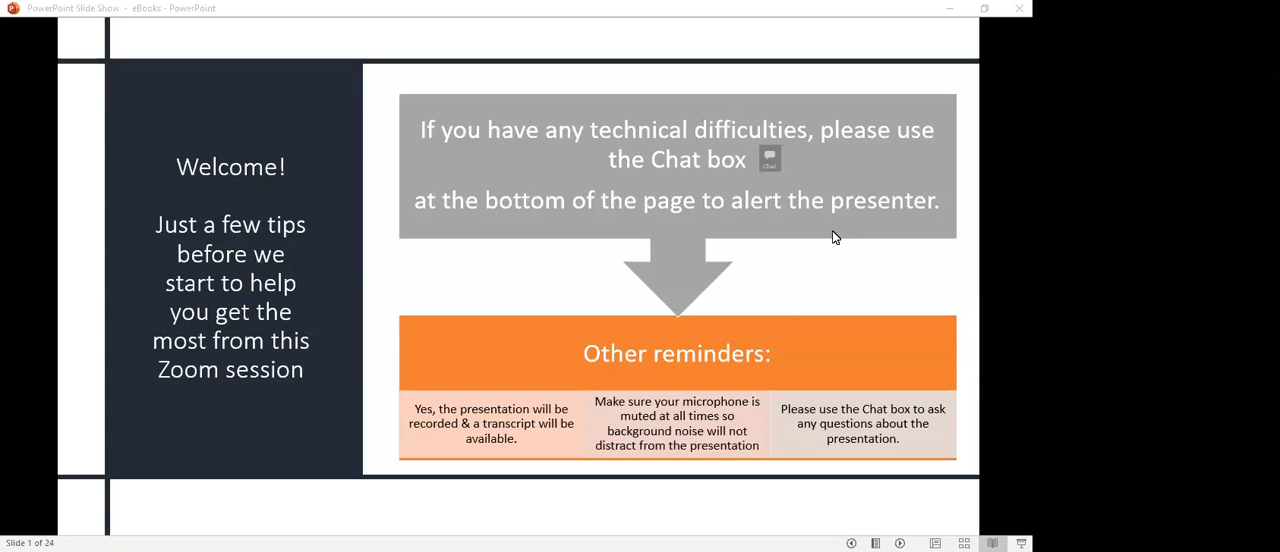 PowerPoint Slide Show - eBooks - PowerPoint
Welcome!
Just a few tips
before we
start to help
you get the
most from this
Zoom session
If you have any technical difficulties, please use
the Chat box
Chat
at the bottom of the page to alert the presenter.
Other reminders:
Yes, the presentation will be
recorded & a transcript will be
available.
Make sure your microphone is
muted at all times so
background noise will not
distract from the presentation
Please use the Chat box to ask
any questions about the
presentation.
Slide 1 of 24